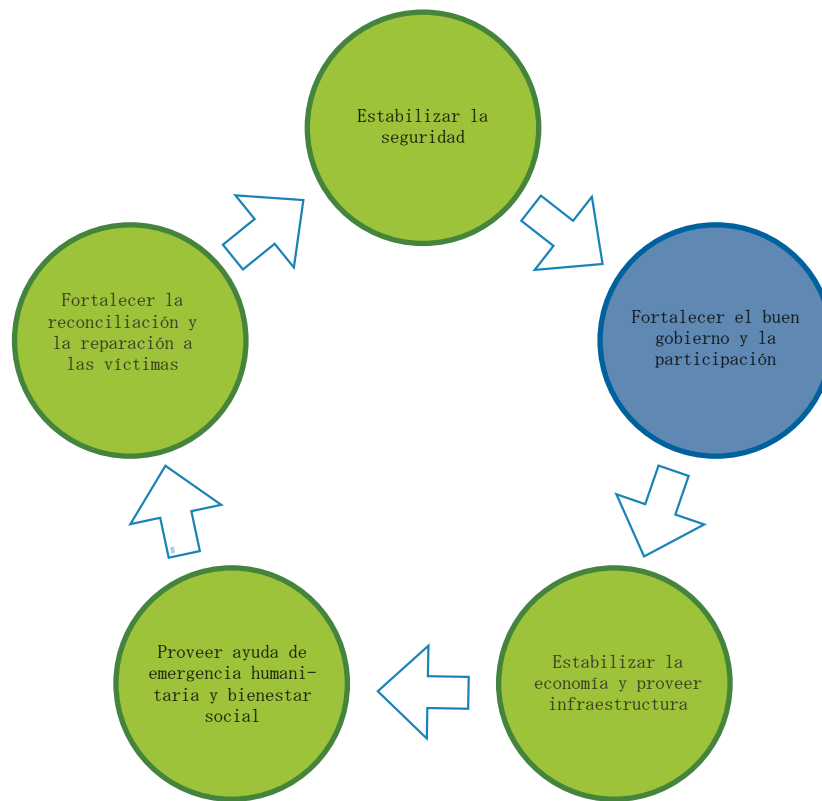 Estabilizar la
seguridad
Fortalecer el buen
gobierno y la
participación
Estabilizar la
economía y proveer
infraestructura
Proveer ayuda de
emergencia humani-
taria y bienestar
social
Fortalecer la
reconciliación y
la reparación a
las víctimas